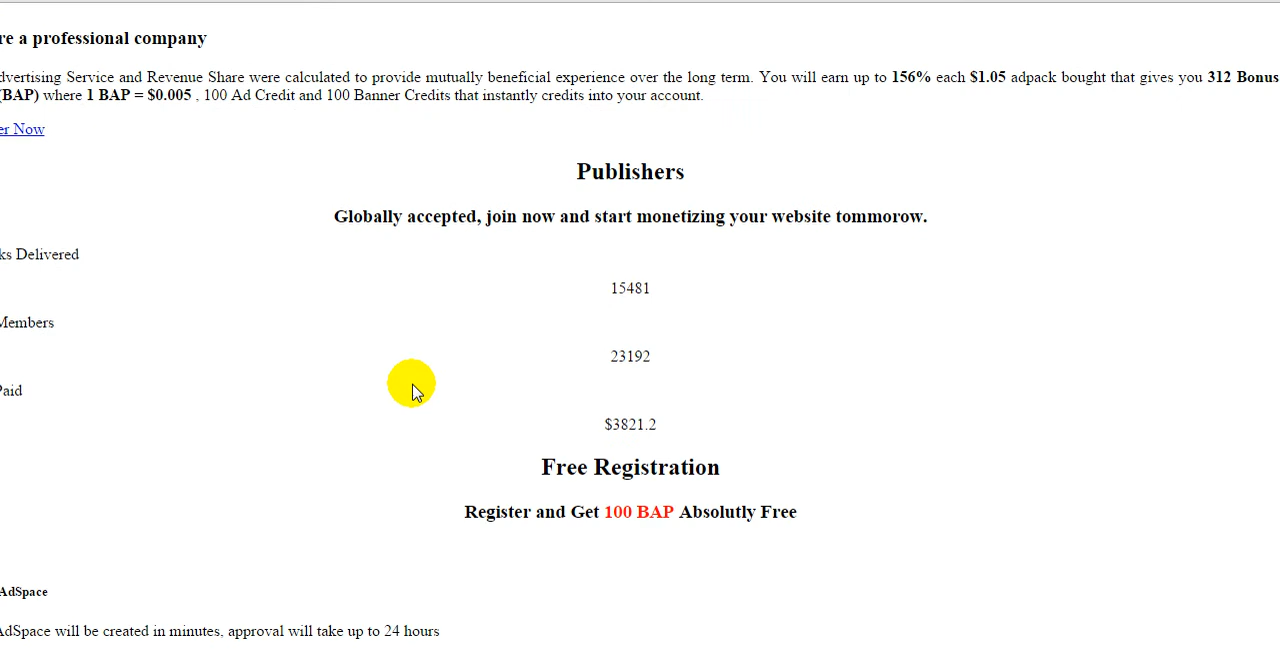 re a professional company
dvertising Service and Revenue Share were calculated to provide mutually beneficial experience over the long term. You will earn up to 156% each $1.05 adpack bought that gives you 312 Bonus
(BAP) where 1 BAP = $0.005 , 100 Ad Credit and 100 Banner Credits that instantly credits into your account.
er Now
Publishers
Globally accepted, join now and start monetizing your website tommorow.
ks Delivered
15481
Members
23192
Paid
$3821.2
Free Registration
Register and Get 100 BAP Absolutly Free
AdSpace
AdSpace will be created in minutes, approval will take up to 24 hours